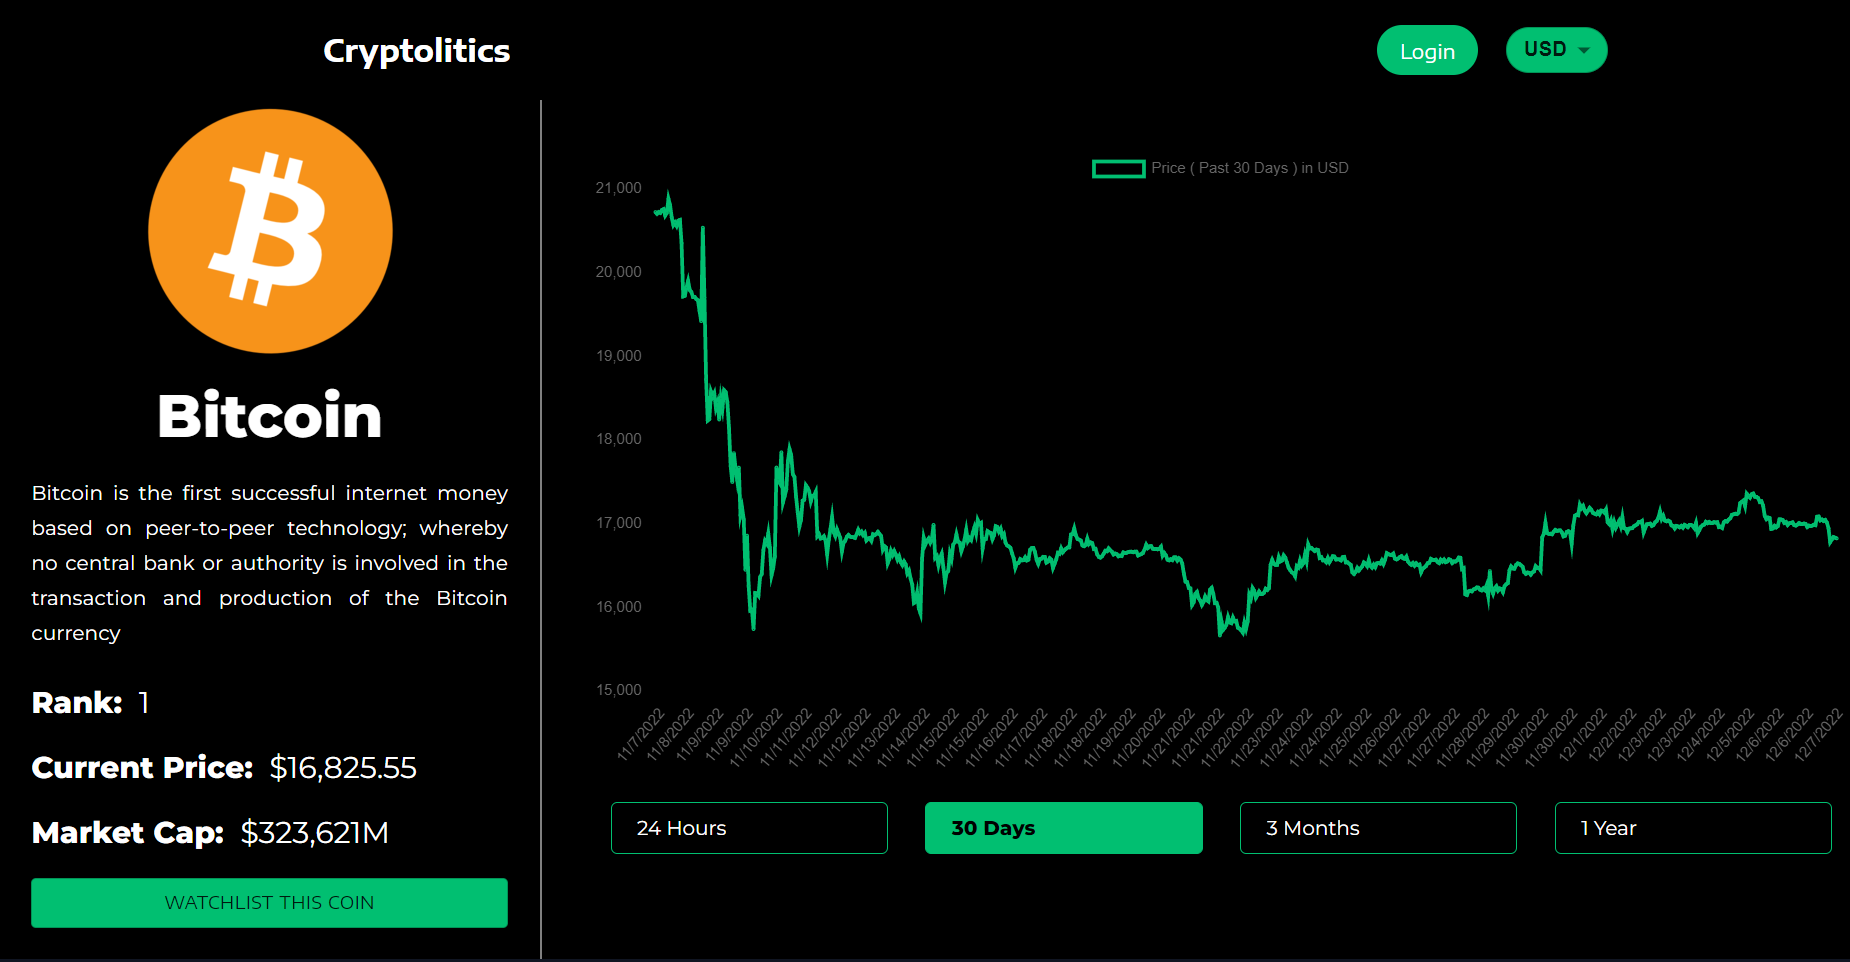 Cryptolitics
Login
USD
Bitcoin
Bitcoin is the first successful internet money
based on peer-to-peer technology; whereby
no central bank or authority is involved in the
transaction and production of the Bitcoin
currency
Rank: 1
Current Price: $16,825.55
Market Cap: $323,621M
WATCHLIST THIS COIN
Price ( Past 30 Days ) in USD
21,000
20,000
19,000
18,000
17,000
16,000
15,000
11/7/2022
11/8/2022
11/9/2022
11/9/2022
11/10/2022
11/11/2022
11/12/2022
11/12/2022
11/13/2022
11/14/2022
11/15/2022
11/15/2022
11/16/2022
11/17/2022
11/18/2022
11/18/2022
11/19/2022
11/20/2022
11/21/2022
11/21/2022
11/22/2022
11/23/2022
11/24/2022
11/24/2022
11/25/2022
11/26/2022
11/27/2022
11/27/2022
11/28/2022
11/29/2022
11/30/2022
11/30/2022
12/1/2022
12/2/2022
12/3/2022
12/3/2022
12/4/2022
12/5/2022
12/6/2022
12/6/2022
12/7/2022
24 Hours
30 Days
3 Months
1 Year